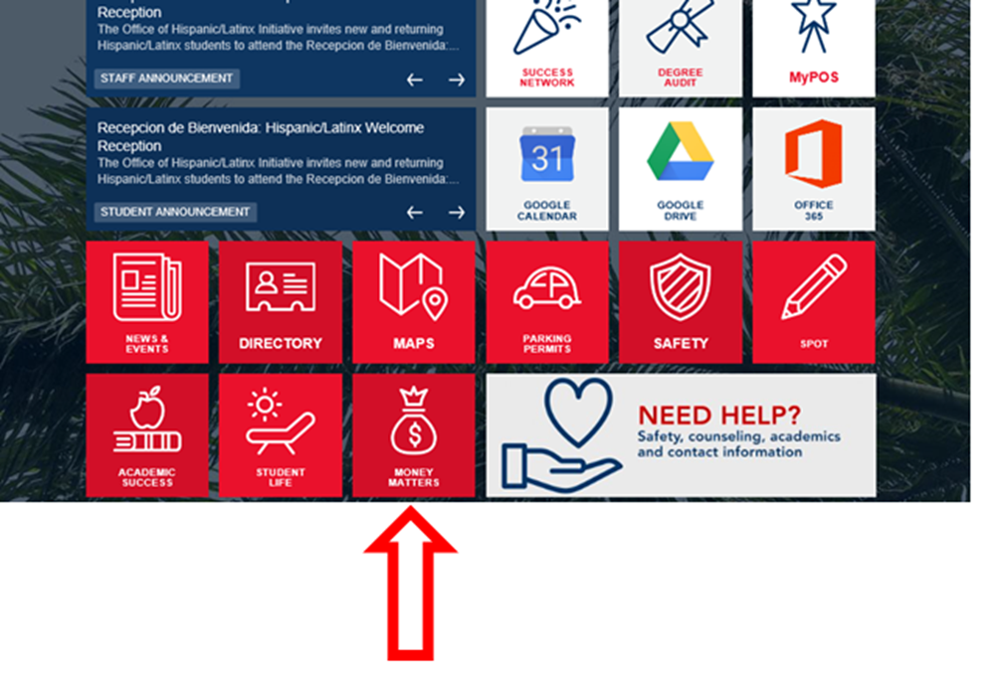 Reception
The Office of Hispanic/Latinx Initiative invites new and returning
Hispanic/Latinx students to attend the Recepcion de Bienvenida:...
STAFF ANNOUNCEMENT
SUCCESS
NETWORK
DEGREE
AUDIT
MyPOS
Recepcion de Bienvenida: Hispanic/Latinx Welcome
Reception
The Office of Hispanic/Latinx Initiative invites new and returning
Hispanic/Latinx students to attend the Recepcion de Bienvenida:...
STUDENT ANNOUNCEMENT
31
GOOGLE
CALENDAR
GOOGLE
DRIVE
OFFICE
365
NEWS &
EVENTS
DIRECTORY
MAPS
PARKING
PERMITS
SAFETY
SPOT
ACADEMIC
SUCCESS
STUDENT
LIFE
$
MONEY
MATTERS
NEED HELP?
Safety, counseling, academics
and contact information